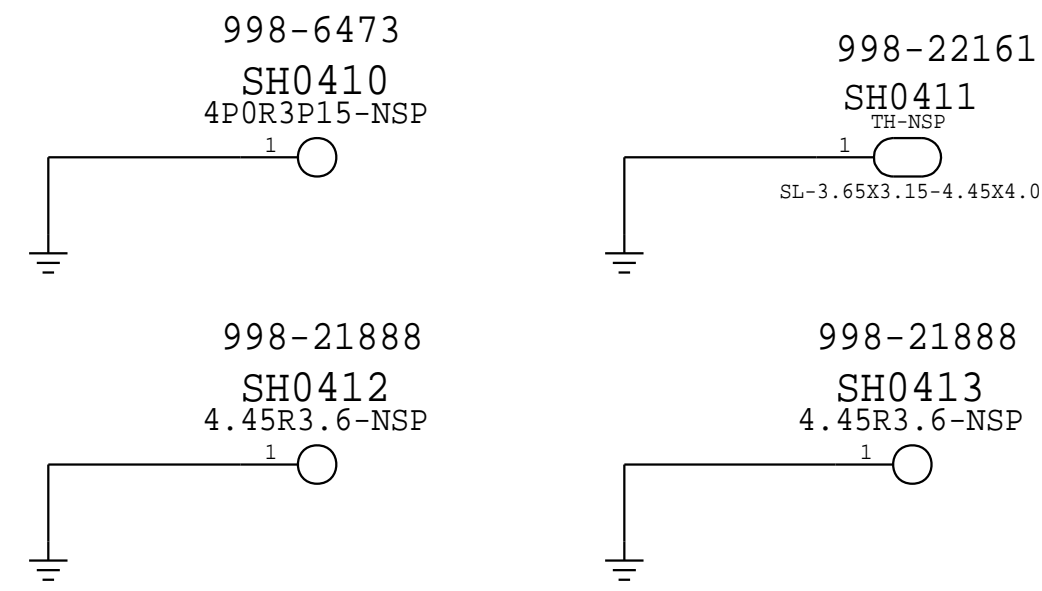 998-6473
SH0410
4P0R3P15-NSP
1
998-22161
SH0411
TH-NSP
1
SL-3.65X3.15-4.45X4.0
998-21888
SH0412
4.45R3.6-NSP
1
998-21888
SH0413
4.45R3.6-NSP
1